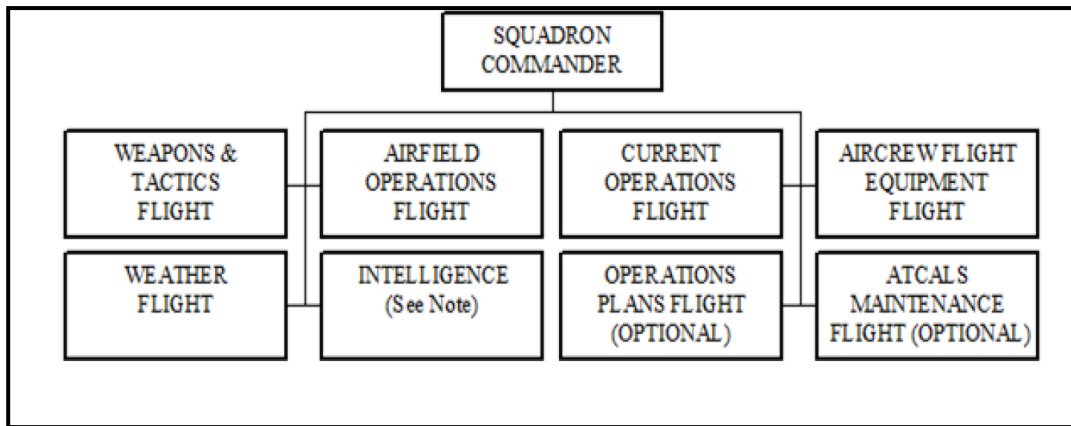 SQUADRON
COMMANDER
WEAPONS &
TACTICS
FLIGHT
AIRFIELD
OPERATIONS
FLIGHT
CURRENT
OPERATIONS
FLIGHT
AIRCREW FLIGHT
EQUIPMENT
FLIGHT
WEATHER
FLIGHT
INTELLIGENCE
(See Note)
OPERATIONS
PLANS FLIGHT
(OPTIONAL)
ATCALS
MAINTENANCE
FLIGHT (OPTIONAL)